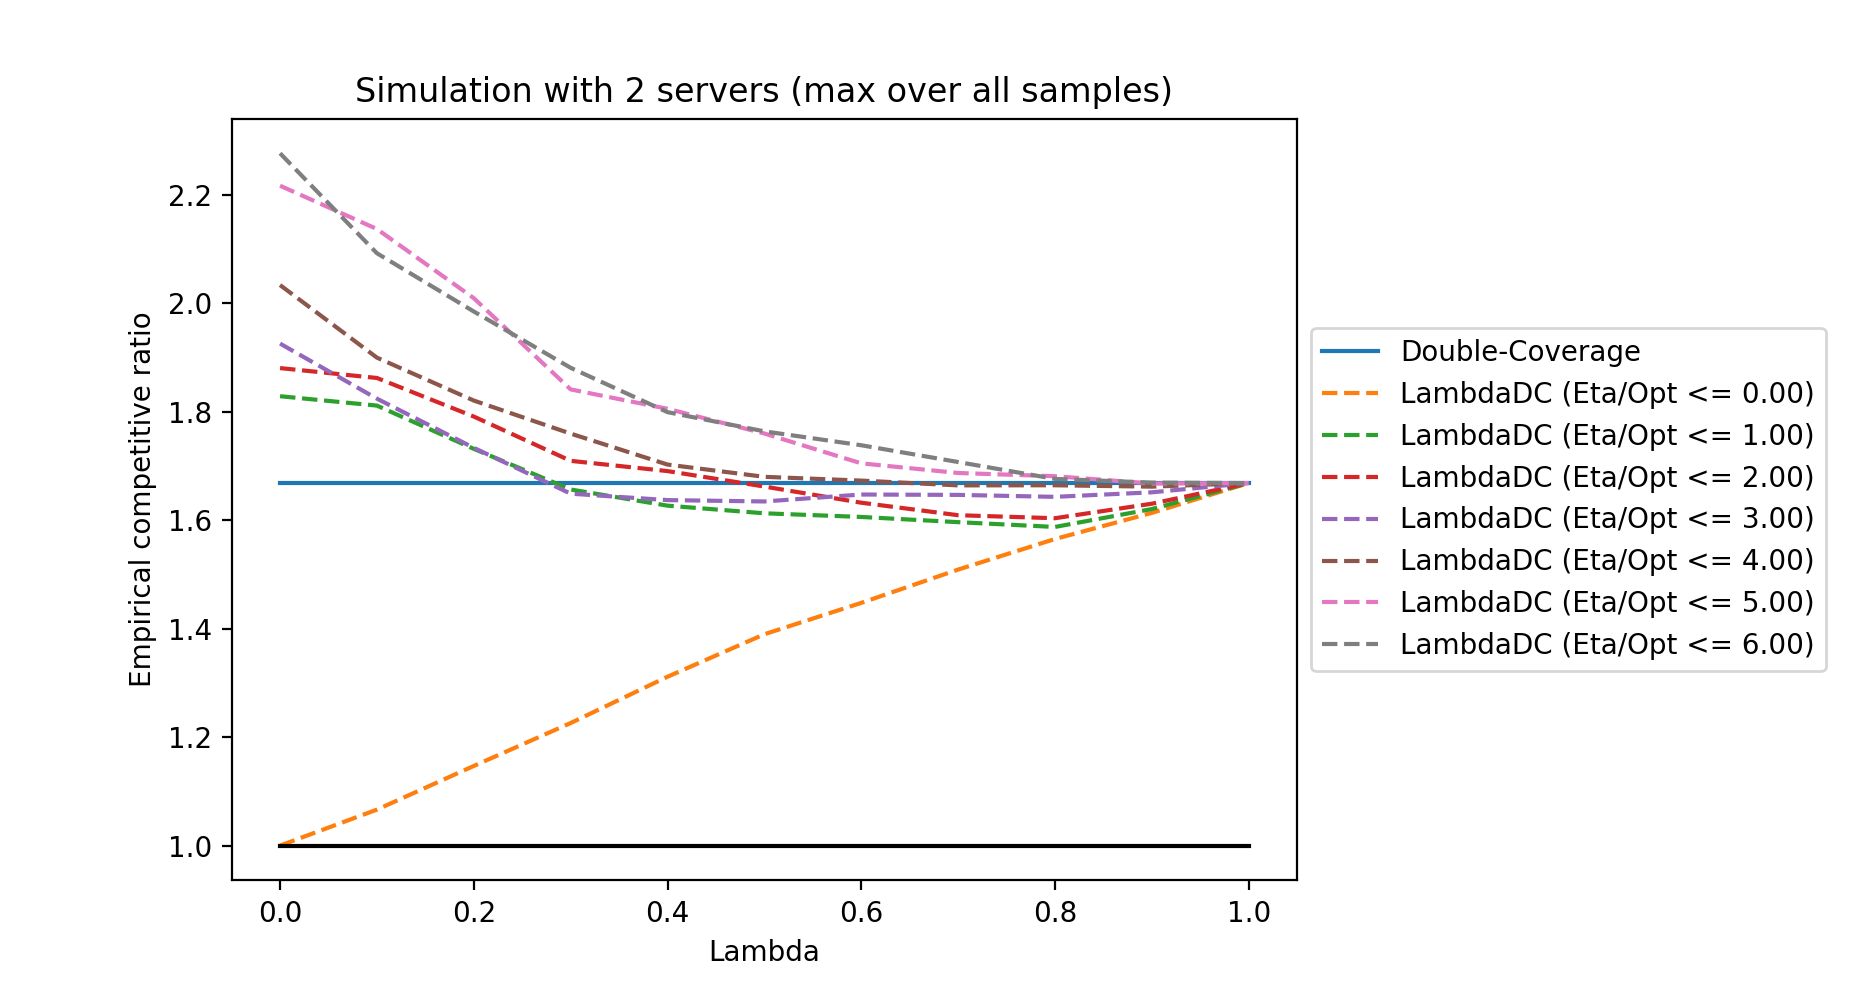 Simulation with 2 servers (max over all samples)
Empirical competitive ratio
2.2
2.0
1.8
1.6
1.4
1.2
1.0
0.0 0.2 0.4 0.6 0.8 1.0
Lambda
Double-Coverage
LambdaDC (Eta/Opt <= 0.00)
LambdaDC (Eta/Opt <= 1.00)
LambdaDC (Eta/Opt <= 2.00)
LambdaDC (Eta/Opt <= 3.00)
LambdaDC (Eta/Opt <= 4.00)
LambdaDC (Eta/Opt <= 5.00)
LambdaDC (Eta/Opt <= 6.00)